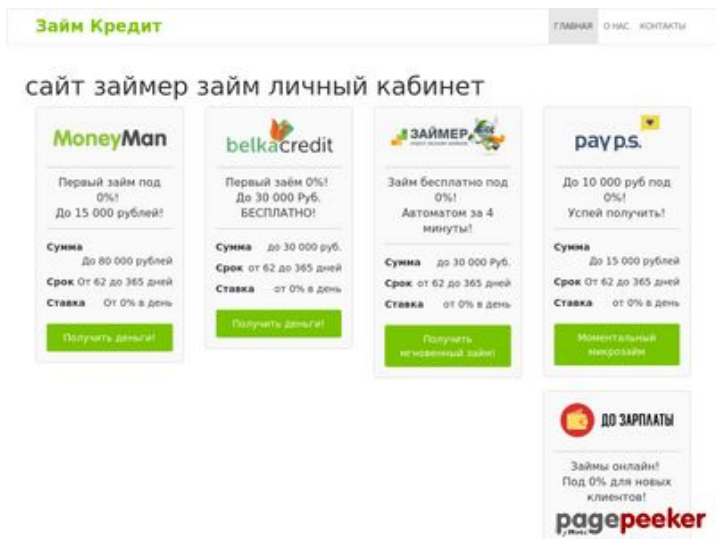 Займ Кредит
ГЛАВНАЯ О НАС. КОНТАКТЫ
сайт займер займ личный кабинет
MoneyMan
Первый займ под
0%!
До 15 000 рублей!
Сумма
До 80 000 рублей
Срок От 62 до 365 дней
Ставка От 0% в день
Получить деньги!
belkacredit
Первый заём 0%!
До 30 000 Руб.
БЕСПЛАТНО!
Сумма до 30 000 руб.
Срок от 62 до 365 дней
Ставка от 0% в день
Получить деньги!
ЗАЙМЕР
Займ бесплатно под
0%!
Автоматом за 4
минуты!
Сумма до 30 000 Руб.
Срок от 62 до 365 дней
Ставка от 0% в день
Получить
мгновенный займ!
pay p.s.
До 10 000 руб под
0%!
Успей получить!
Сумма
До 15 000 рублей
Срок От 62 до 365 дней
Ставка от 0% в день
Моментальный
микрозайм
ДО ЗАРПЛАТЫ
Займы онлайн!
Под 0% для новых
клиентов!
pagepeeker